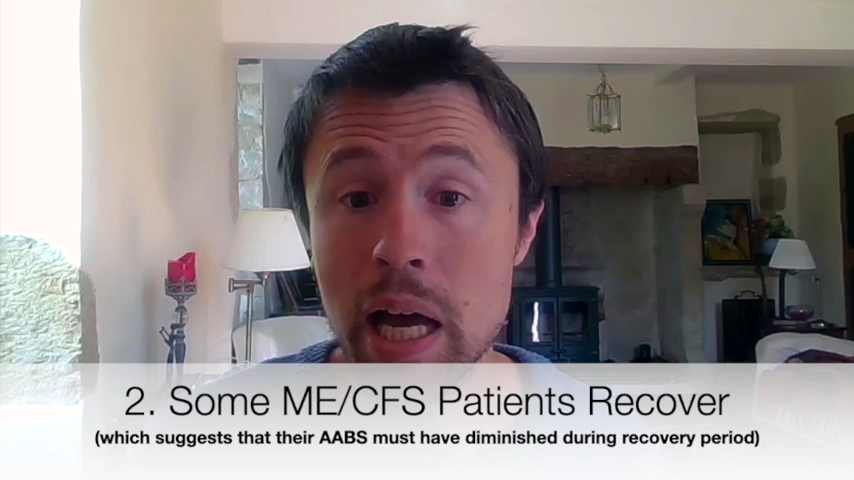 2. Some ME/CFS Patients Recover
(which suggests that their AABS must have diminished during recovery period)